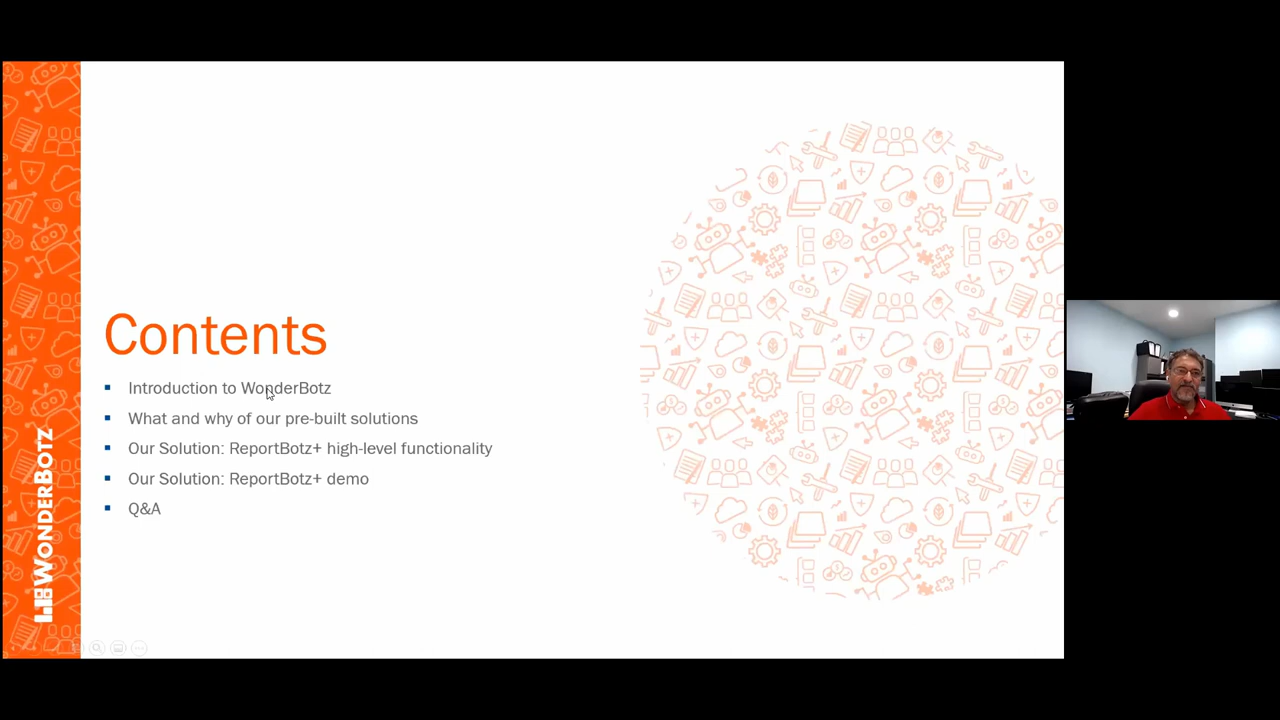 Contents
Introduction to WonderBotz
What and why of our pre-built solutions
Our Solution: ReportBotz+ high-level functionality
Our Solution: ReportBotz+ demo
Q&A
WONDERBOTZ